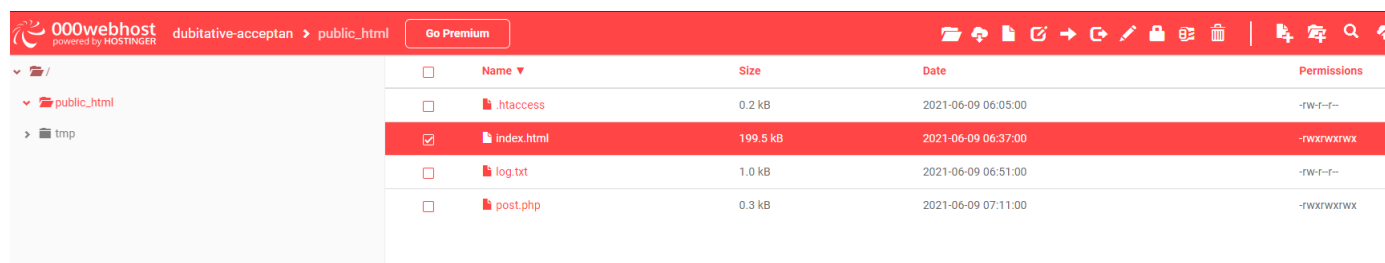 000webhost
powered by HOSTINGER
dubitative-acceptan > public_html
Go Premium
/
public_html
tmp
Name Size Date Permissions
.htaccess 0.2 kB 2021-06-09 06:05:00 -rw-r--r--
index.html 199.5 kB 2021-06-09 06:37:00 -rwxrwxrwx
log.txt 1.0 kB 2021-06-09 06:51:00 -rw-r--r--
post.php 0.3 kB 2021-06-09 07:11:00 -rwxrwxrwx